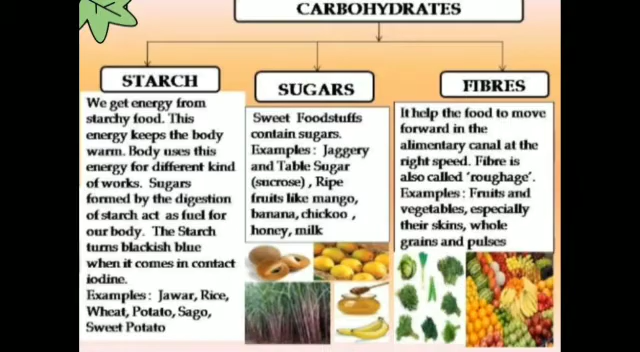 CARBOHYDRATES
STARCH
We get energy from
starchy food. This
energy keeps the body
warm. Body uses this
energy for different kind
of works. Sugars
formed by the digestion
of starch act as fuel for
our body. The Starch
turns blackish blue
when it comes in contact
iodine.
Examples : Jawar, Rice,
Wheat, Potato, Sago,
Sweet Potato
SUGARS
Sweet Foodstuffs
contain sugars.
Examples : Jaggery
and Table Sugar
(sucrose) , Ripe
fruits like mango,
banana, chickoo ,
honey, milk
FIBRES
It help the food to move
forward in the
alimentary canal at the
right speed. Fibre is
also called 'roughage'.
Examples : Fruits and
vegetables, especially
their skins, whole
grains and pulses